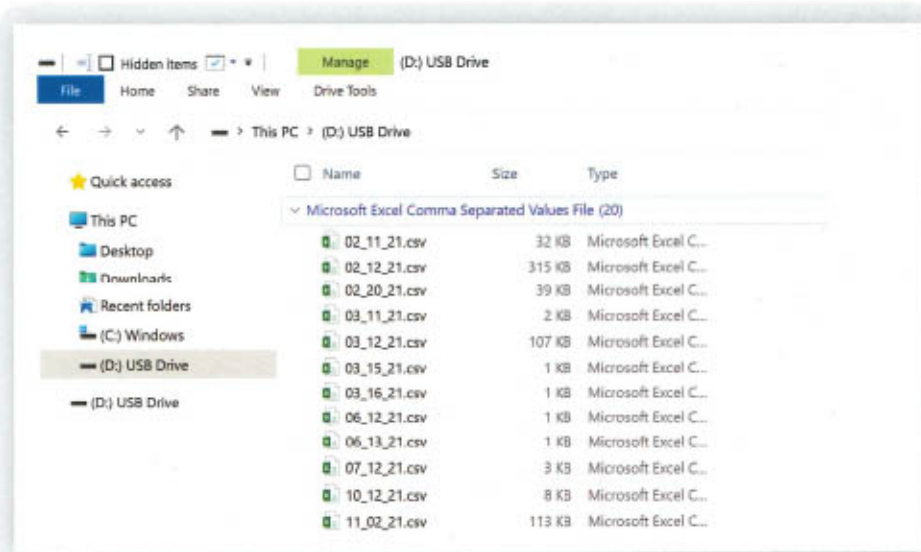 Hidden Items
Manage (D:) USB Drive
File Home Share View Drive Tools
This PC > (D:) USB Drive
Quick access
This PC
Desktop
Downloads
Recent folders
(C:) Windows
(D:) USB Drive
(D:) USB Drive
Name Size Type
Microsoft Excel Comma Separated Values File (20)
02_11_21.csv 32 KB Microsoft Excel C...
02_12_21.csv 315 KB Microsoft Excel C...
02_20_21.csv 39 KB Microsoft Excel C...
03_11_21.csv 2 KB Microsoft Excel C...
03_12_21.csv 107 KB Microsoft Excel C...
03_15_21.csv 1 KB Microsoft Excel C...
03_16_21.csv 1 KB Microsoft Excel C...
06_12_21.csv 1 KB Microsoft Excel C...
06_13_21.csv 1 KB Microsoft Excel C...
07_12_21.csv 3 KB Microsoft Excel C...
10_12_21.csv 8 KB Microsoft Excel C...
11_02_21.csv 113 KB Microsoft Excel C...